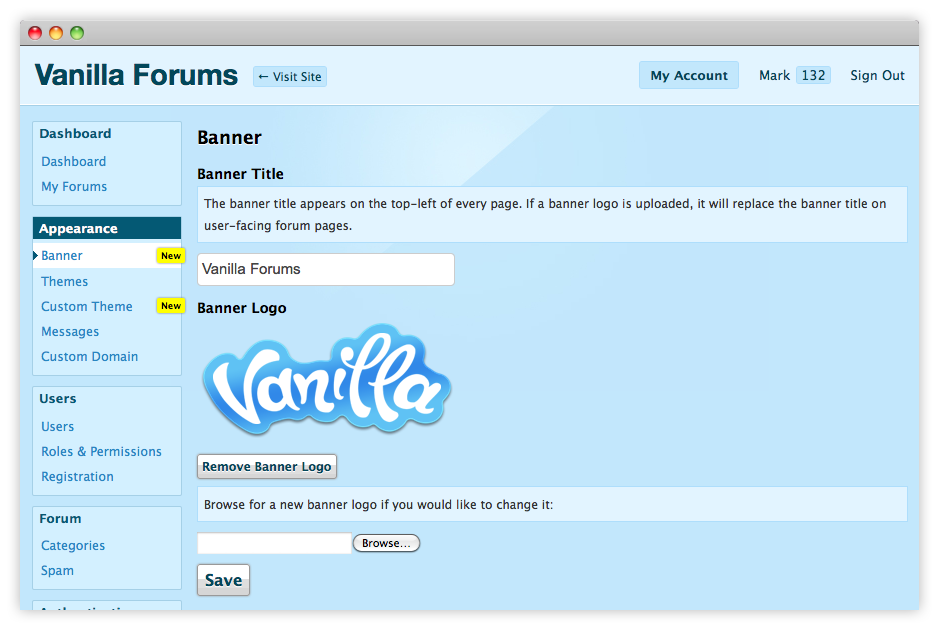 Vanilla Forums
← Visit Site
My Account
Mark 132
Sign Out
Dashboard
Dashboard
My Forums
Appearance
Banner New
Themes
Custom Theme New
Messages
Custom Domain
Users
Users
Roles & Permissions
Registration
Forum
Categories
Spam
Banner
Banner Title
The banner title appears on the top-left of every page. If a banner logo is uploaded, it will replace the banner title on
user-facing forum pages.
Vanilla Forums
Banner Logo
Vanilla
Remove Banner Logo
Browse for a new banner logo if you would like to change it:
Browse...
Save